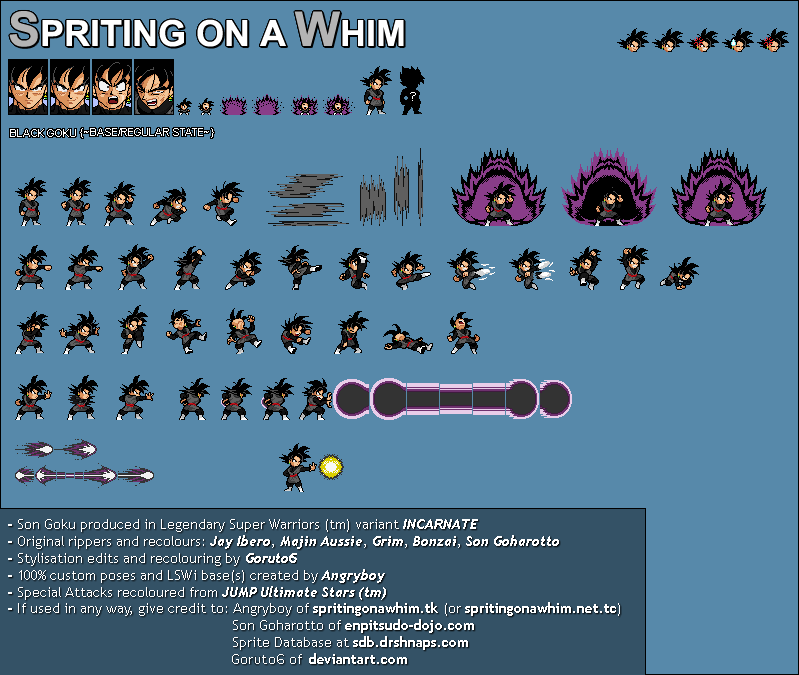 SPRITING ON A WHIM
?
BLACK GOKU {~BASE/REGULAR STATE~}
- Son Goku produced in Legendary Super Warriors (tm) variant INCARNATE
- Original rippers and recolours: Jay Ibero, Majin Aussie, Grim, Bonzai, Son Goharotto
- Stylisation edits and recolouring by Goruto6
- 100% custom poses and LSWi base(s) created by Angryboy
- Special Attacks recoloured from JUMP Ultimate Stars (tm)
- If used in any way, give credit to: Angryboy of spritingonawhim.tk (or spritingonawhim.net.tc)
Son Goharotto of enpitsudo-dojo.com
Sprite Database at sdb.drshnaps.com
Goruto6 of deviantart.com